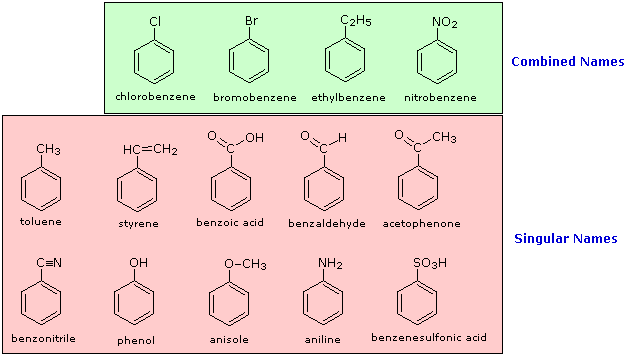 Cl Br C₂H₅ NO₂
chlorobenzene bromobenzene ethylbenzene nitrobenzene
Combined Names
CH₃ HC=CH₂ O C OH O C H O C CH₃
toluene styrene benzoic acid benzaldehyde acetophenone
Singular Names
C≡N OH O–CH₃ NH₂ SO₃H
benzonitrile phenol anisole aniline benzenesulfonic acid